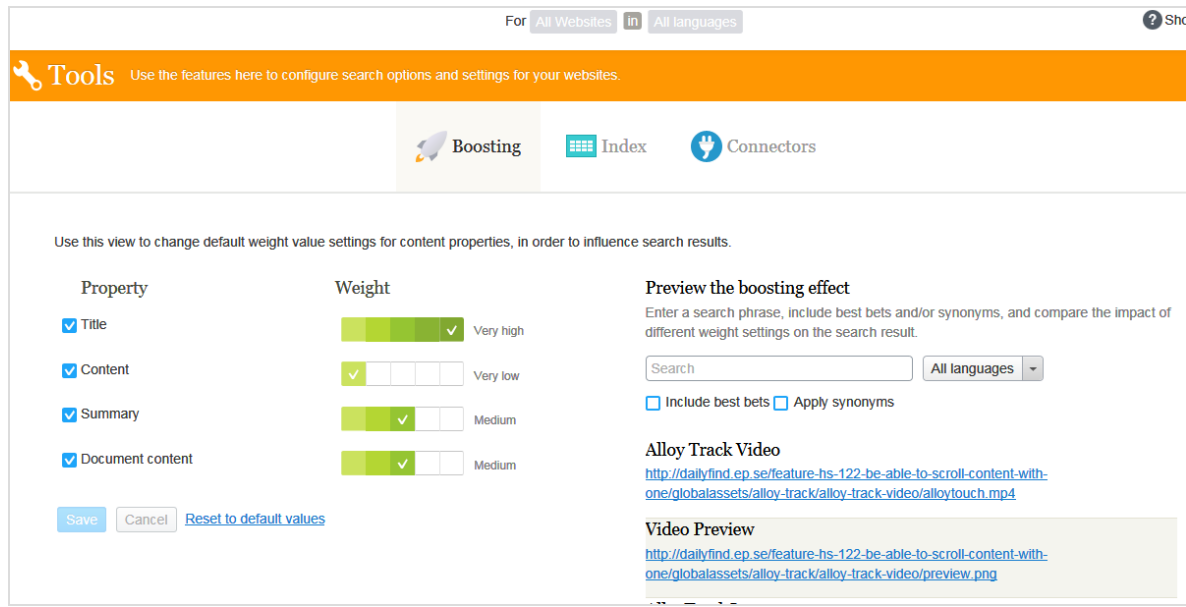 For All Websites in All languages
? Sho
Tools Use the features here to configure search options and settings for your websites.
Boosting Index Connectors
Use this view to change default weight value settings for content properties, in order to influence search results.
Property Weight
Title Very high
Content Very low
Summary Medium
Document content Medium
Save Cancel Reset to default values
Preview the boosting effect
Enter a search phrase, include best bets and/or synonyms, and compare the impact of
different weight settings on the search result.
Search All languages
Include best bets Apply synonyms
Alloy Track Video
http://dailyfind.ep.se/feature-hs-122-be-able-to-scroll-content-with-
one/globalassets/alloy-track/alloy-track-video/alloytouch.mp4
Video Preview
http://dailyfind.ep.se/feature-hs-122-be-able-to-scroll-content-with-
one/globalassets/alloy-track/alloy-track-video/preview.png